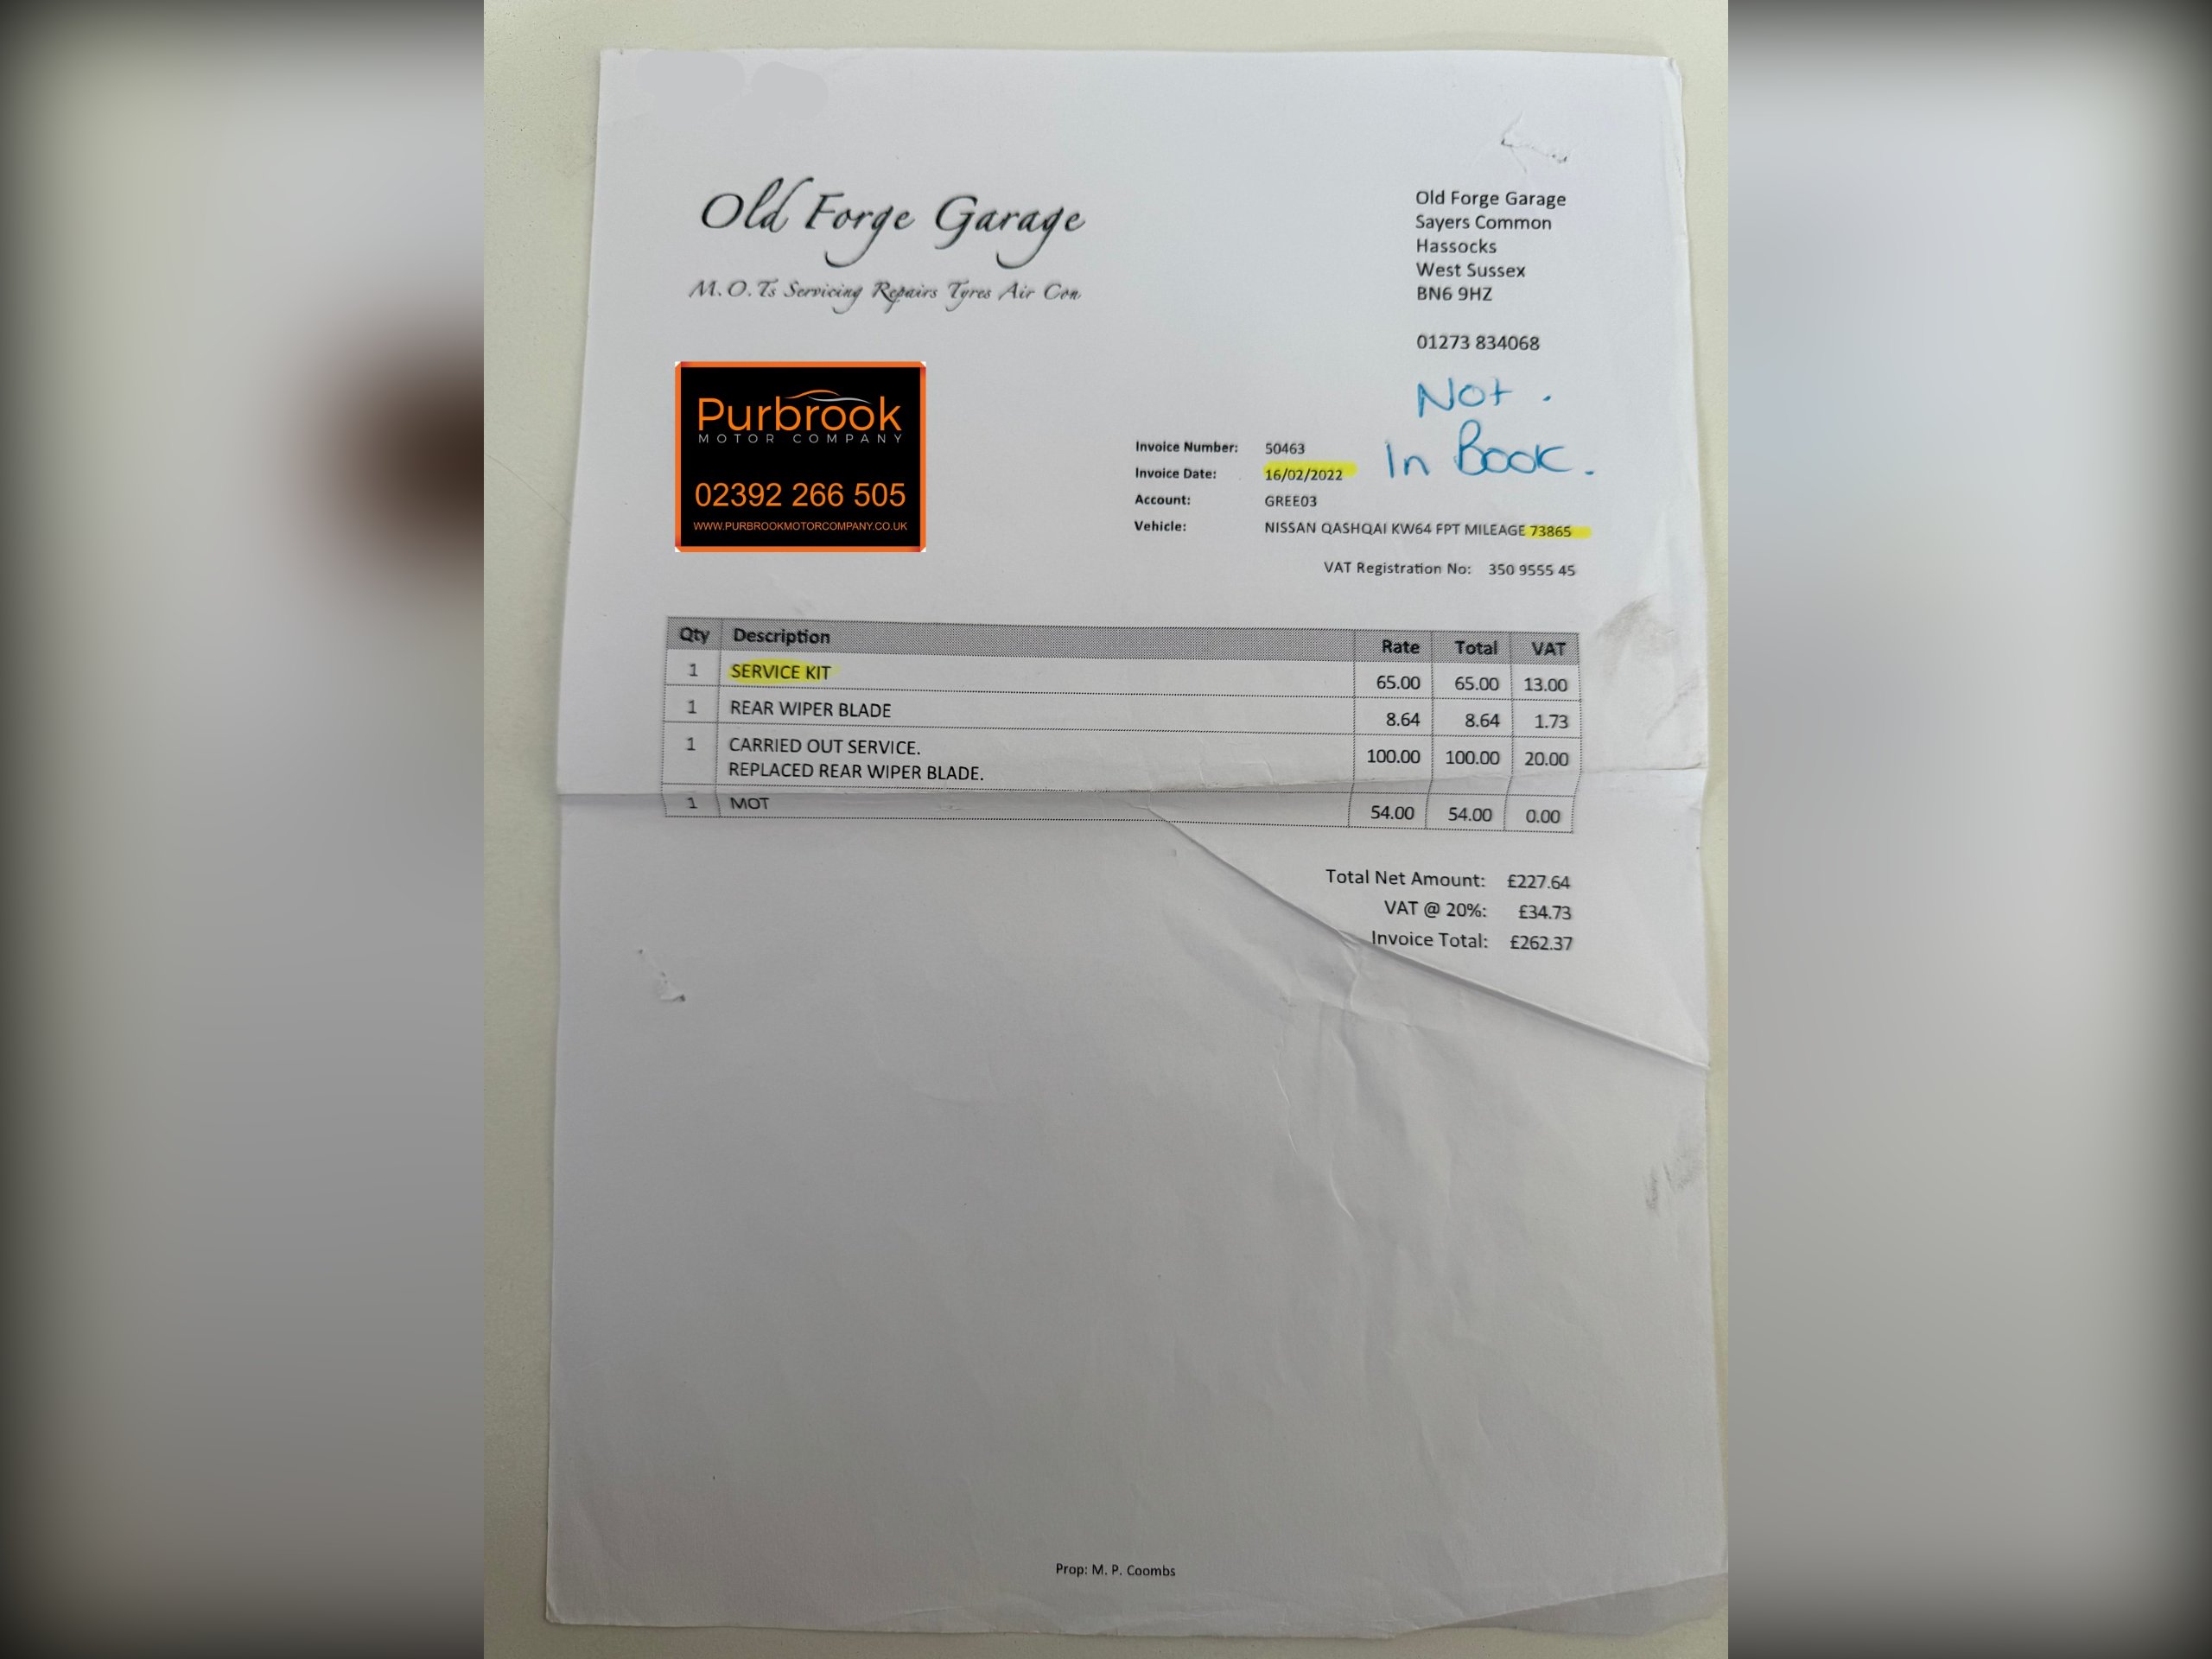 Old Forge Garage
M.O.Ts Servicing Repairs Tyres Air Con
Old Forge Garage
Sayers Common
Hassocks
West Sussex
BN6 9HZ
01273 834068
Not.
In Book.
Purbrook
MOTOR COMPANY
02392 266 505
WWW.PURBROOKMOTORCOMPANY.CO.UK
Invoice Number: 50463
Invoice Date: 16/02/2022
Account: GREE03
Vehicle: NISSAN QASHQAI KW64 FPT MILEAGE 73865
VAT Registration No: 350 9555 45
Qty Description Rate Total VAT
1 SERVICE KIT 65.00 65.00 13.00
1 REAR WIPER BLADE 8.64 8.64 1.73
1 CARRIED OUT SERVICE. 100.00 100.00 20.00
REPLACED REAR WIPER BLADE.
1 MOT 54.00 54.00 0.00
Total Net Amount: £227.64
VAT @ 20%: £34.73
Invoice Total: £262.37
Prop: M. P. Coombs